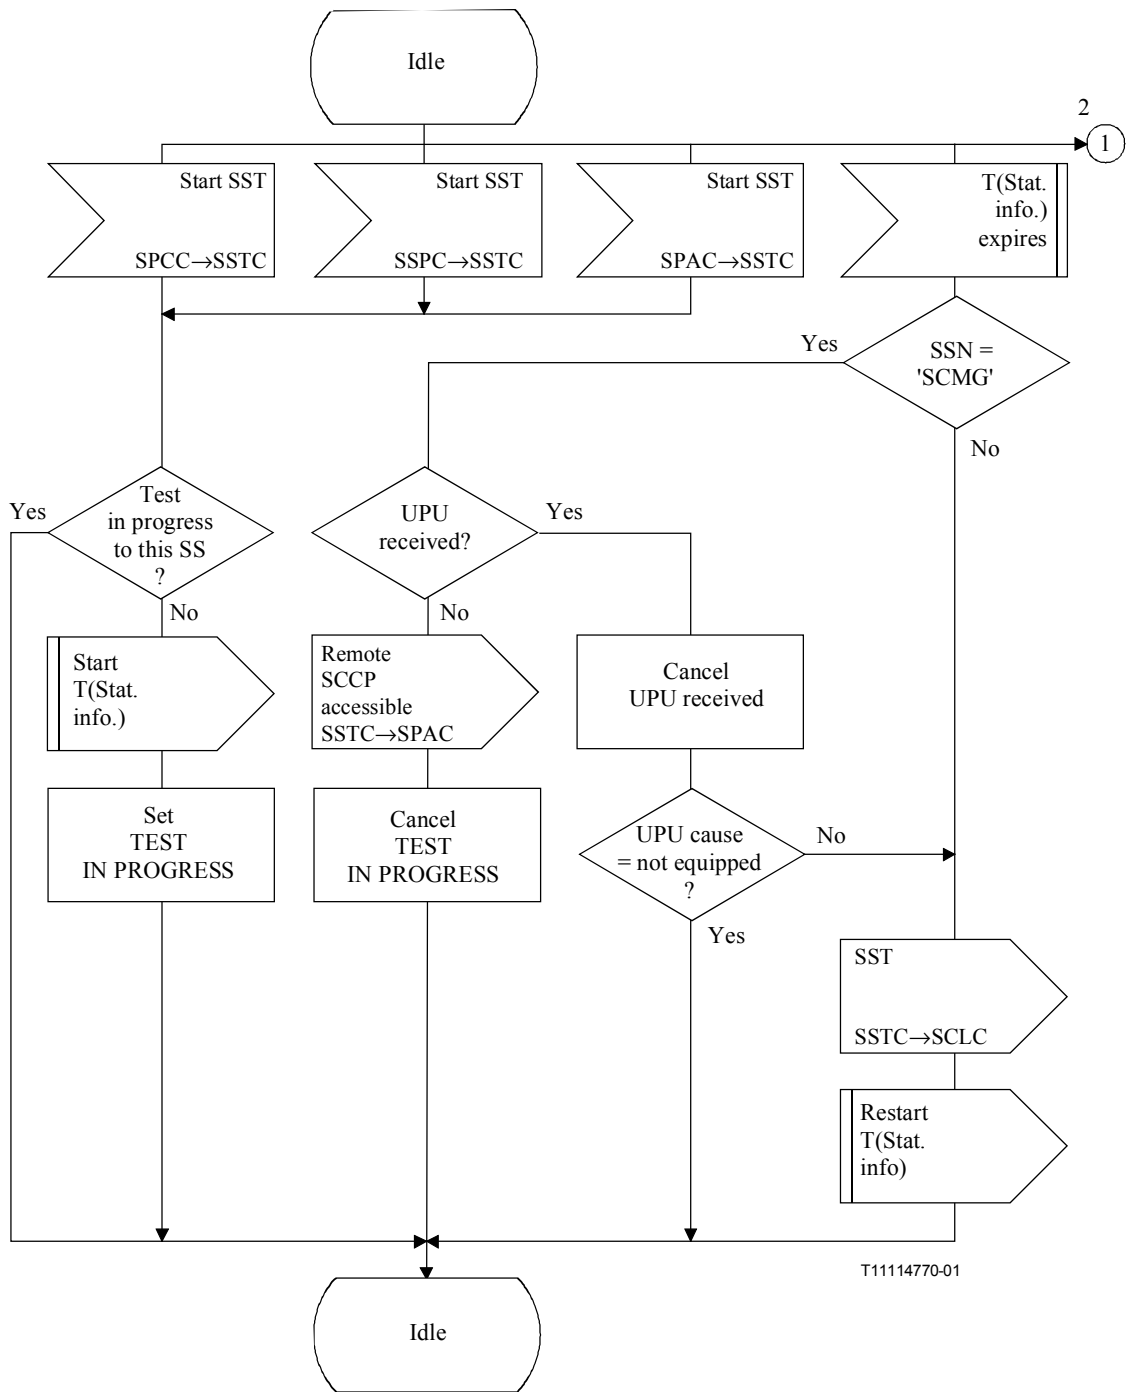 Idle
2
1
Start SST
SPCC→SSTC
Start SST
SSPC→SSTC
Start SST
SPAC→SSTC
T(Stat.
info.)
expires
Yes
SSN =
'SCMG'
No
Yes
Test
in progress
to this SS
?
No
UPU
received?
Yes
No
Start
T(Stat.
info.)
Remote
SCCP
accessible
SSTC→SPAC
Cancel
UPU received
Set
TEST
IN PROGRESS
Cancel
TEST
IN PROGRESS
UPU cause
= not equipped
?
No
Yes
SST
SSTC→SCLC
Restart
T(Stat.
info)
T11114770-01
Idle